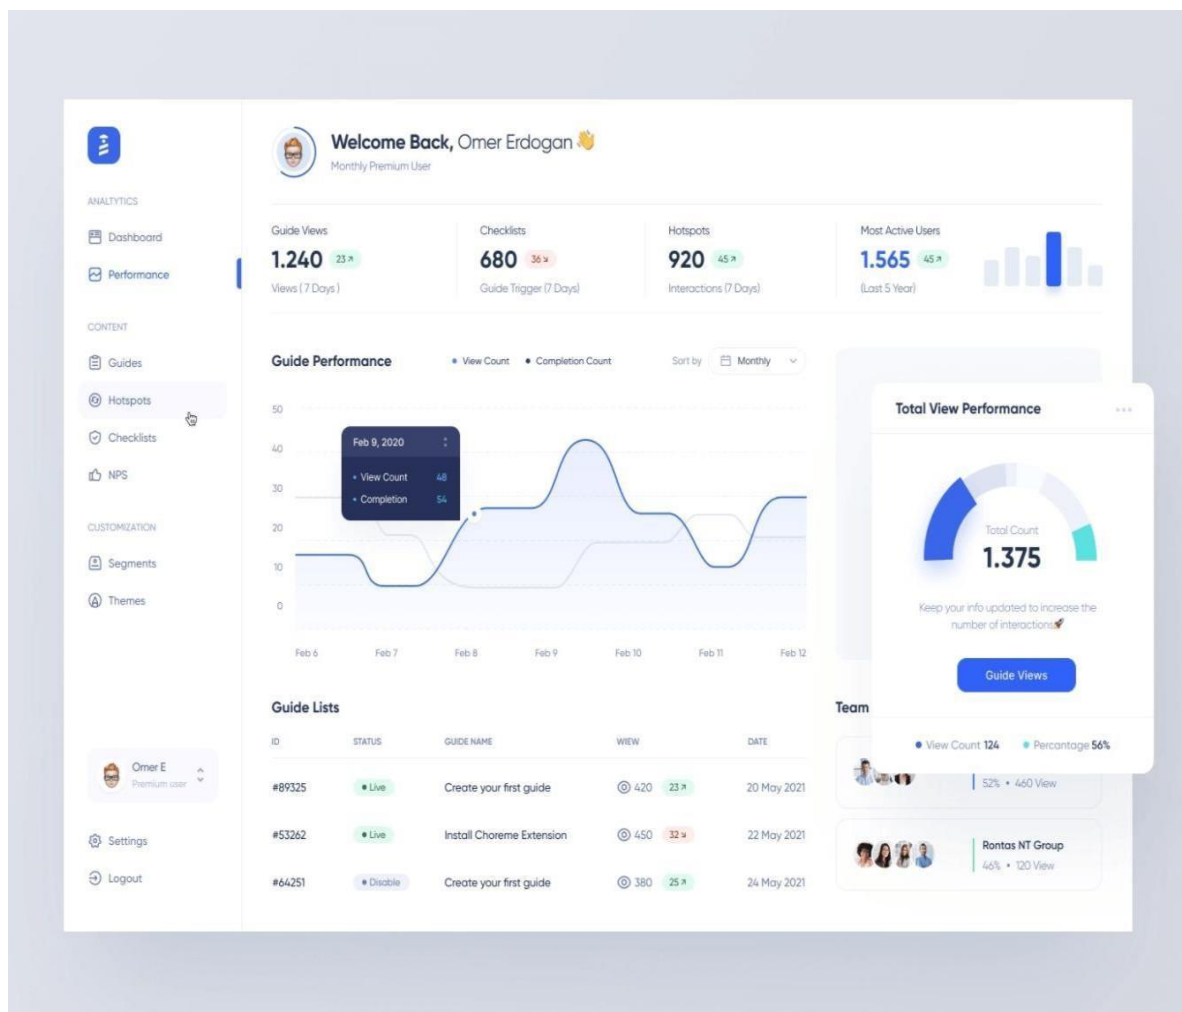 Welcome Back, Omer Erdogan 👋
Monthly Premium User
ANALTYTICS
Dashboard
Performance
CONTENT
Guides
Hotspots
Checklists
NPS
CUSTOMIZATION
Segments
Themes
Omer E
Premium user
Settings
Logout
Guide Views
1.240 23
Views ( 7 Days )
Checklists
680 36
Guide Trigger (7 Days)
Hotspots
920 45
Interactions (7 Days)
Most Active Users
1.565 45
(Last 5 Year)
Guide Performance
View Count Completion Count
Sort by Monthly
50
40
30
20
10
0
Feb 9, 2020
View Count 48
Completion 54
Feb 6 Feb 7 Feb 8 Feb 9 Feb 10 Feb 11 Feb 12
Total View Performance
Total Count
1.375
Keep your info updated to increase the
number of interactions🚀
Guide Views
View Count 124 Percantage 56%
Guide Lists
ID STATUS GUIDE NAME WIEW DATE
#89325 Live Create your first guide 420 23 20 May 2021
#53262 Live Install Choreme Extension 450 32 22 May 2021
#64251 Disable Create your first guide 380 25 24 May 2021
Team
52% • 460 View
Rontas NT Group
46% • 120 View